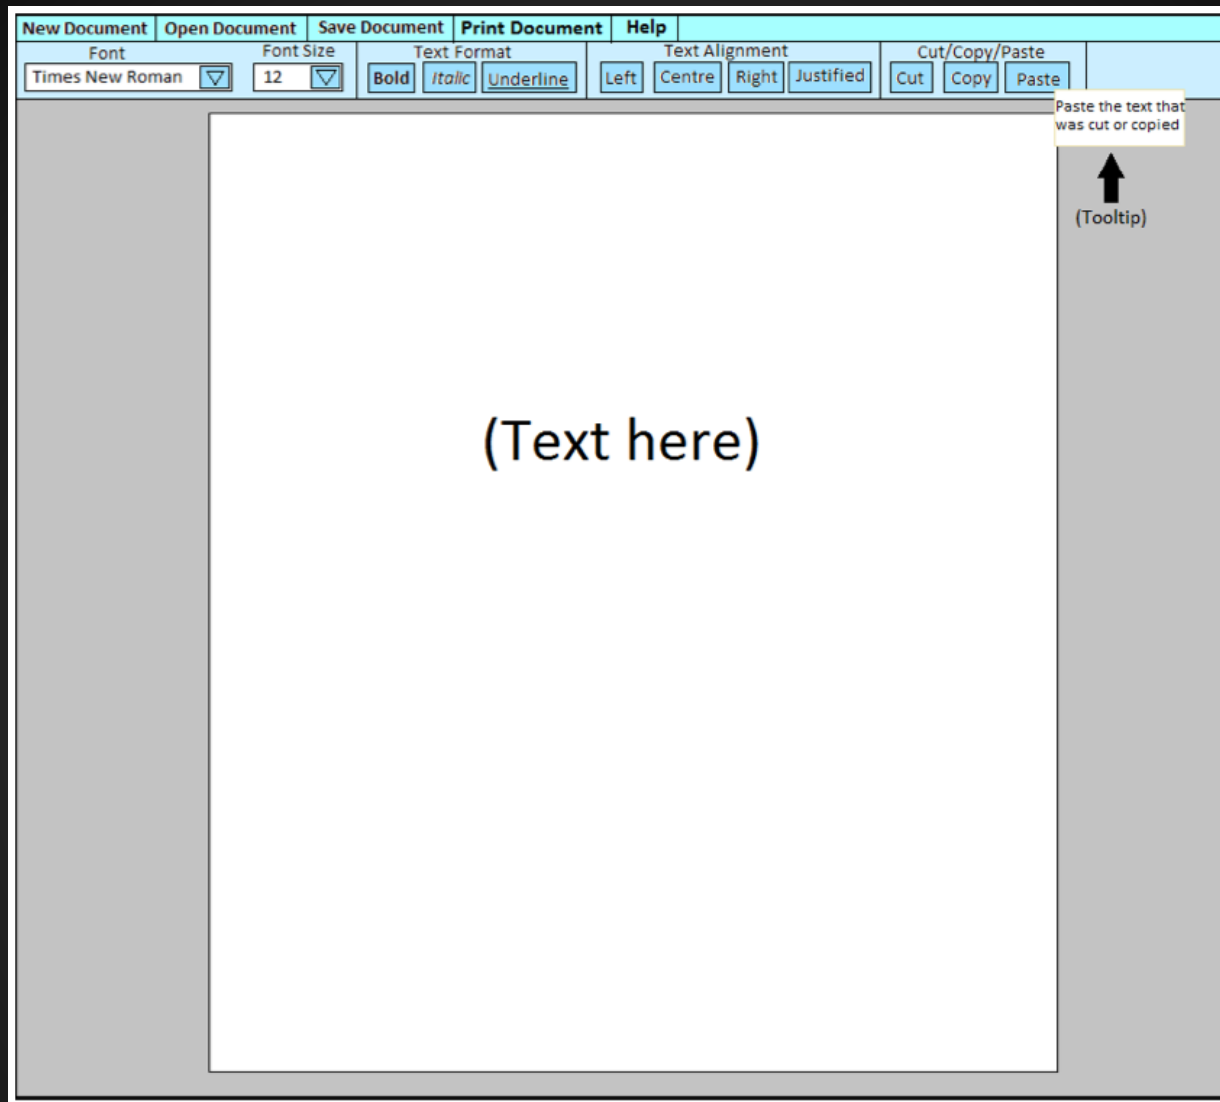 New Document Open Document Save Document Print Document Help
Font Font Size Text Format Text Alignment Cut/Copy/Paste
Times New Roman 12 Bold Italic Underline Left Centre Right Justified Cut Copy Paste
Paste the text that
was cut or copied
(Tooltip)
(Text here)